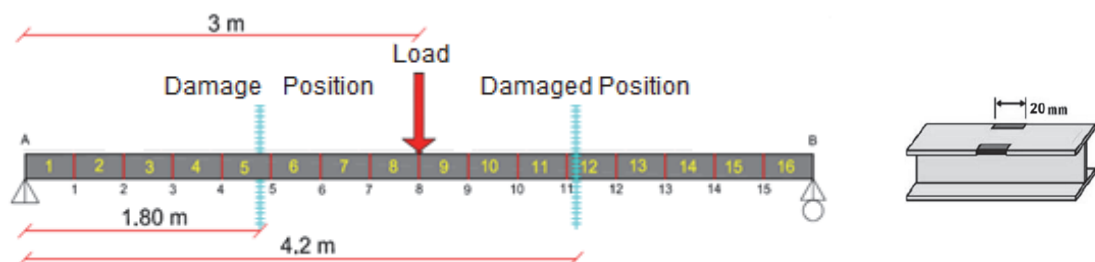 3 m
Load
Damage Position
Damaged Position
20 mm
A
B
1 2 3 4 5 6 7 8 9 10 11 12 13 14 15 16
1 2 3 4 5 6 7 8 9 10 11 12 13 14 15
1.80 m
4.2 m